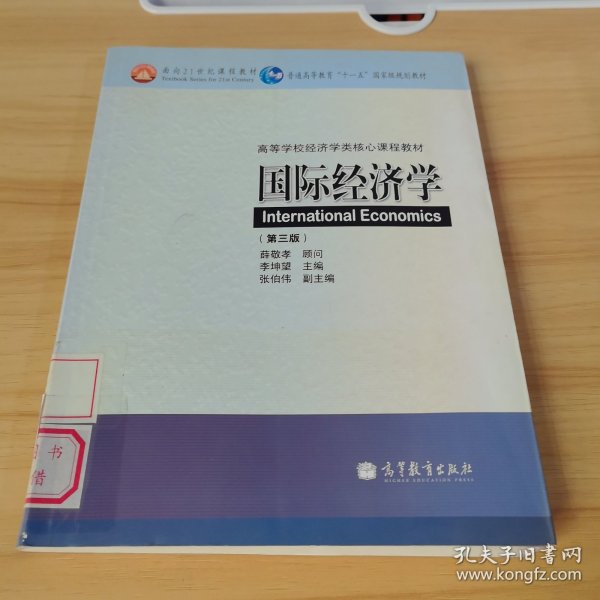 面向21世纪课程教材
Textbook Series for 21st Century
普通高等教育"十一五"国家级规划教材
高等学校经济学类核心课程教材
国际经济学
International Economics
(第三版)
薛敬孝 顾问
李坤望 主编
张伯伟 副主编
书
借
高等教育出版社
HIGHER EDUCATION PRESS
孔夫子旧书网
www.kongfz.com